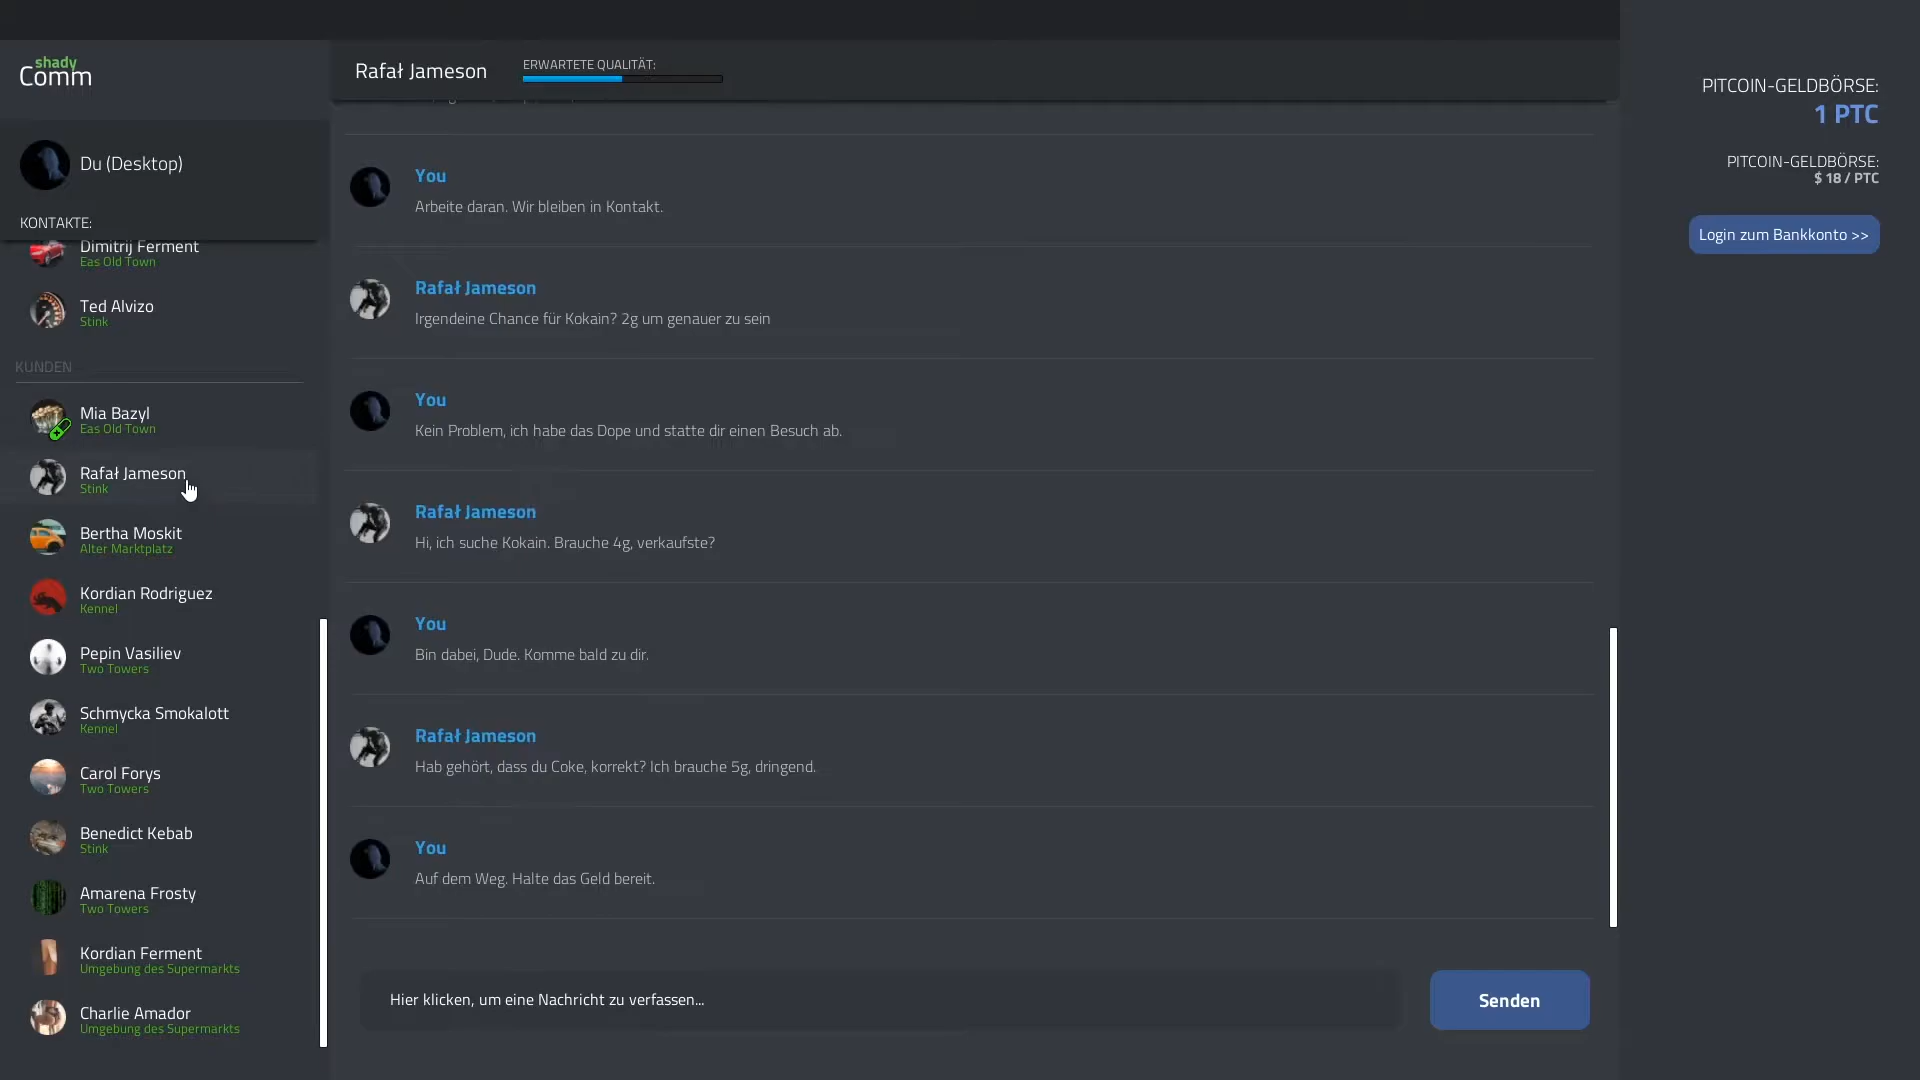 shady
Comm
Du (Desktop)
KONTAKTE:
Dimitrij Ferment
Eas Old Town
Ted Alvizo
Stink
KUNDEN
Mia Bazyl
Eas Old Town
Rafał Jameson
Stink
Bertha Moskit
Alter Marktplatz
Kordian Rodriguez
Kennel
Pepin Vasiliev
Two Towers
Schmycka Smokalott
Kennel
Carol Forys
Two Towers
Benedict Kebab
Stink
Amarena Frosty
Two Towers
Kordian Ferment
Umgebung des Supermarkts
Charlie Amador
Umgebung des Supermarkts
Rafał Jameson
ERWARTETE QUALITÄT:
You
Arbeite daran. Wir bleiben in Kontakt.
Rafał Jameson
Irgendeine Chance für Kokain? 2g um genauer zu sein
You
Kein Problem, ich habe das Dope und statte dir einen Besuch ab.
Rafał Jameson
Hi, ich suche Kokain. Brauche 4g, verkaufste?
You
Bin dabei, Dude. Komme bald zu dir.
Rafał Jameson
Hab gehört, dass du Coke, korrekt? Ich brauche 5g, dringend.
You
Auf dem Weg. Halte das Geld bereit.
Hier klicken, um eine Nachricht zu verfassen...
Senden
PITCOIN-GELDBÖRSE:
1 PTC
PITCOIN-GELDBÖRSE:
$ 18 / PTC
Login zum Bankkonto >>